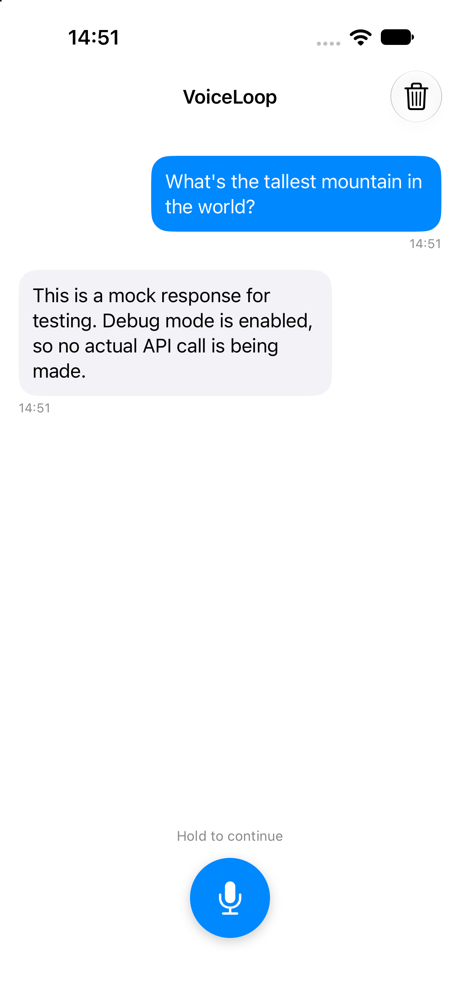 14:51
VoiceLoop
What's the tallest mountain in
the world?
14:51
This is a mock response for
testing. Debug mode is enabled,
so no actual API call is being
made.
14:51
Hold to continue